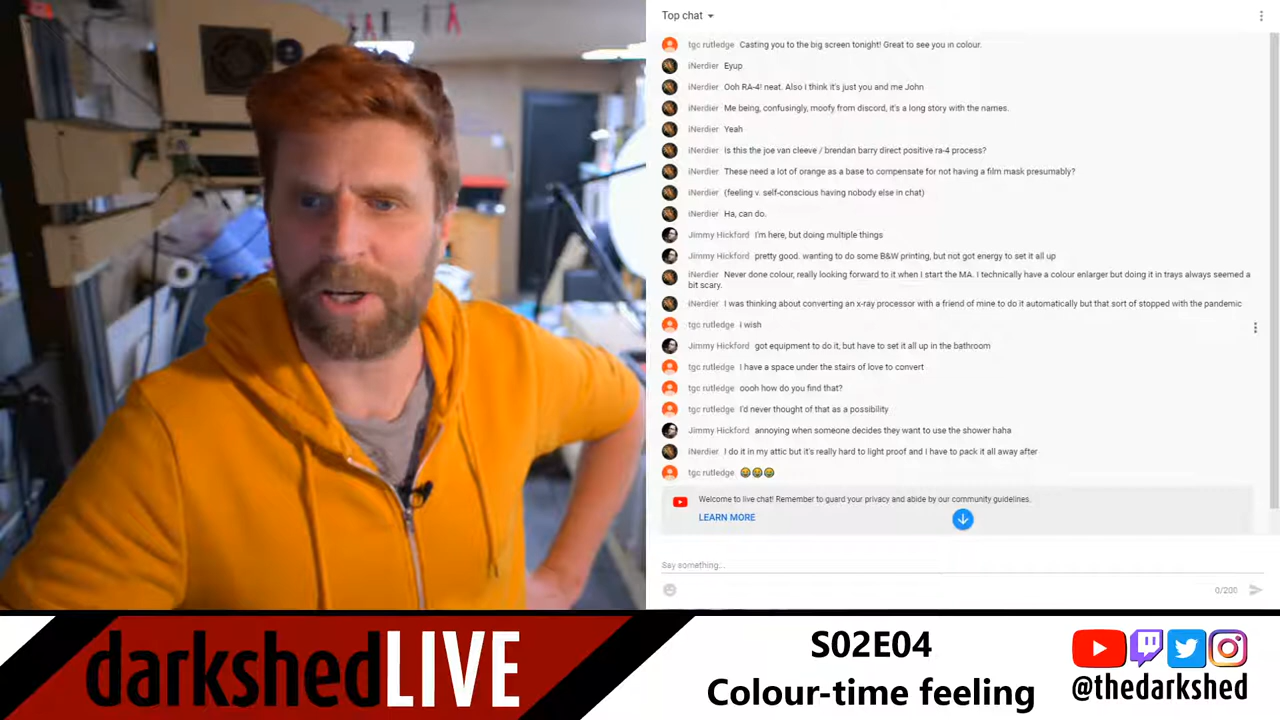 Top chat
tgc rutledge Casting you to the big screen tonight! Great to see you in colour.
iNerdier Eyup
iNerdier Ooh RA-4! neat. Also I think it's just you and me John
iNerdier Me being, confusingly, moofy from discord, it's a long story with the names.
iNerdier Yeah
iNerdier Is this the joe van cleeve / brendan barry direct positive ra-4 process?
iNerdier These need a lot of orange as a base to compensate for not having a film mask presumably?
iNerdier (feeling v. self-conscious having nobody else in chat)
iNerdier Ha, can do.
Jimmy Hickford I'm here, but doing multiple things
Jimmy Hickford pretty good. wanting to do some B&W printing, but not got energy to set it all up
iNerdier Never done colour, really looking forward to it when I start the MA. I technically have a colour enlarger but doing it in trays always seemed a
bit scary.
iNerdier I was thinking about converting an x-ray processor with a friend of mine to do it automatically but that sort of stopped with the pandemic
tgc rutledge i wish
Jimmy Hickford got equipment to do it, but have to set it all up in the bathroom
tgc rutledge I have a space under the stairs of love to convert
tgc rutledge oooh how do you find that?
tgc rutledge I'd never thought of that as a possibility
Jimmy Hickford annoying when someone decides they want to use the shower haha
iNerdier I do it in my attic but it's really hard to light proof and I have to pack it all away after
tgc rutledge
Welcome to live chat! Remember to guard your privacy and abide by our community guidelines.
LEARN MORE
Say something...
0/200
darkshedLIVE
S02E04
Colour-time feeling
@thedarkshed